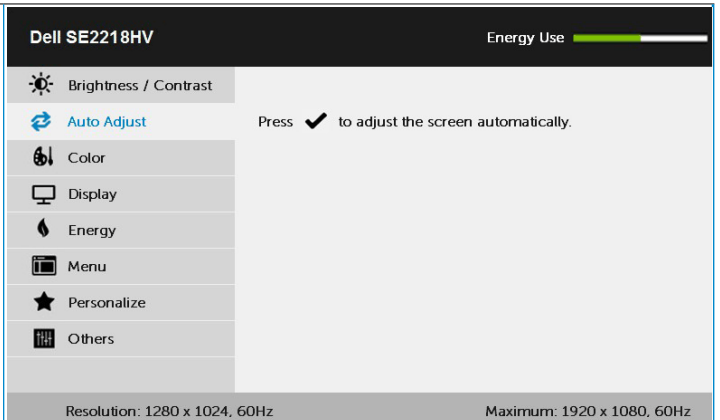 Dell SE2218HV
Energy Use
Brightness / Contrast
Auto Adjust
Press ✔ to adjust the screen automatically.
Color
Display
Energy
Menu
Personalize
Others
Resolution: 1280 x 1024, 60Hz
Maximum: 1920 x 1080, 60Hz